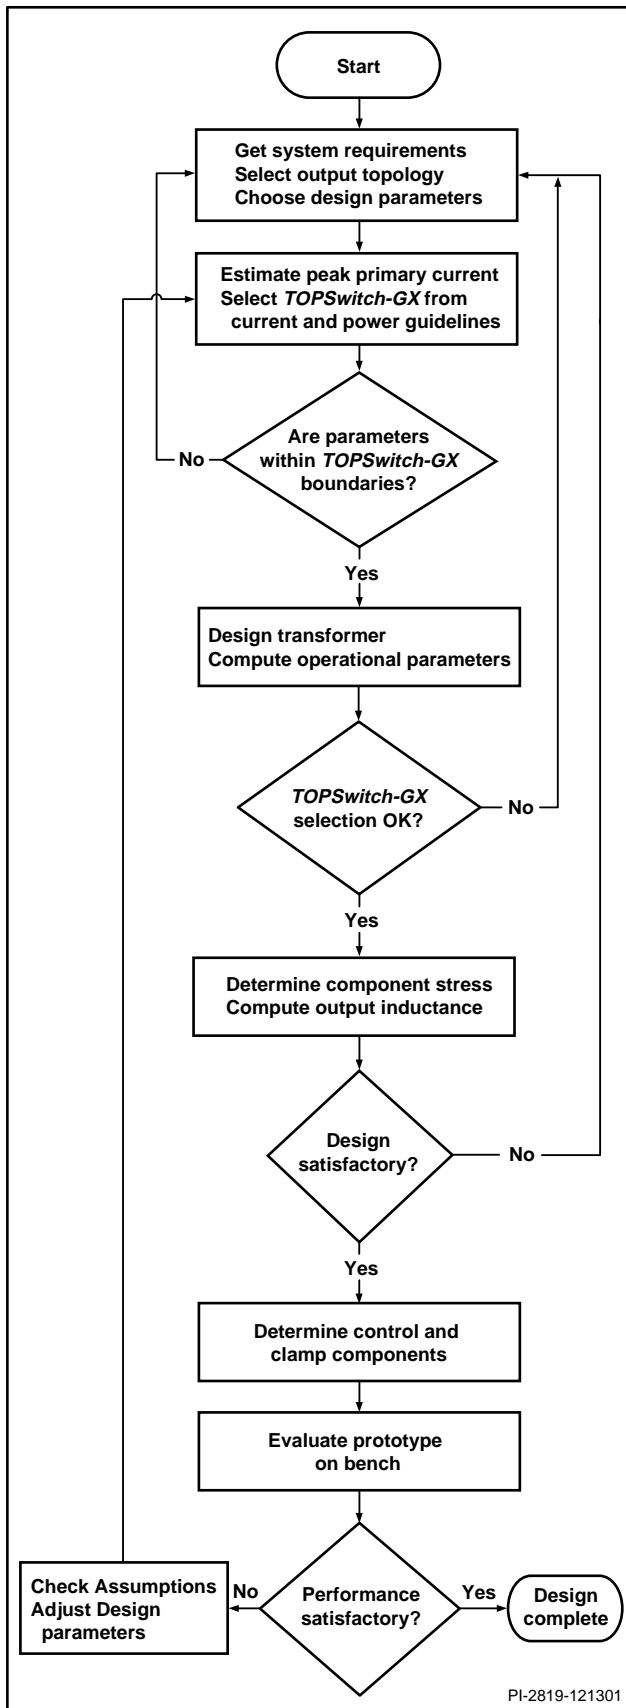 Start
Get system requirements
Select output topology
Choose design parameters
Estimate peak primary current
Select TOPSwitch-GX from
current and power guidelines
Are parameters
within TOPSwitch-GX
boundaries?
No
Yes
Design transformer
Compute operational parameters
TOPSwitch-GX
selection OK?
No
Yes
Determine component stress
Compute output inductance
Design
satisfactory?
No
Yes
Determine control and
clamp components
Evaluate prototype
on bench
Check Assumptions
Adjust Design
parameters
No
Performance
satisfactory?
Yes
Design
complete
PI-2819-121301